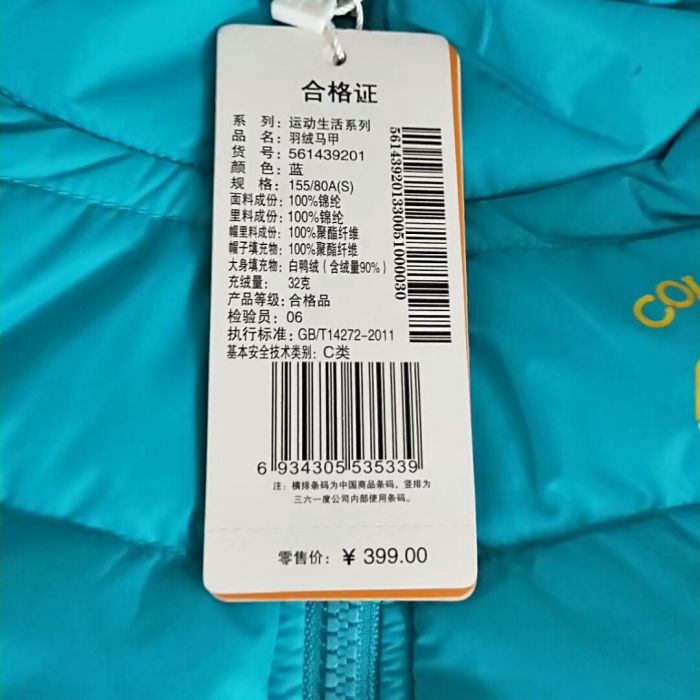 合格证
系 列: 运动生活系列
品 名: 羽绒马甲
货 号: 561439201
颜 色: 蓝
规 格: 155/80A(S)
面料成份: 100%锦纶
里料成份: 100%锦纶
帽里料成份: 100%聚酯纤维
帽子填充物: 100%聚酯纤维
大身填充物: 白鸭绒(含绒量90%)
充绒量: 32克
产品等级: 合格品
检验员: 06
执行标准: GB/T14272-2011
基本安全技术类别: C类
5614392013300510000030
6 934305 535339
注: 横排条码为中国商品条码,竖排为
三六一度公司内部使用条码。
零售价: ¥ 399.00